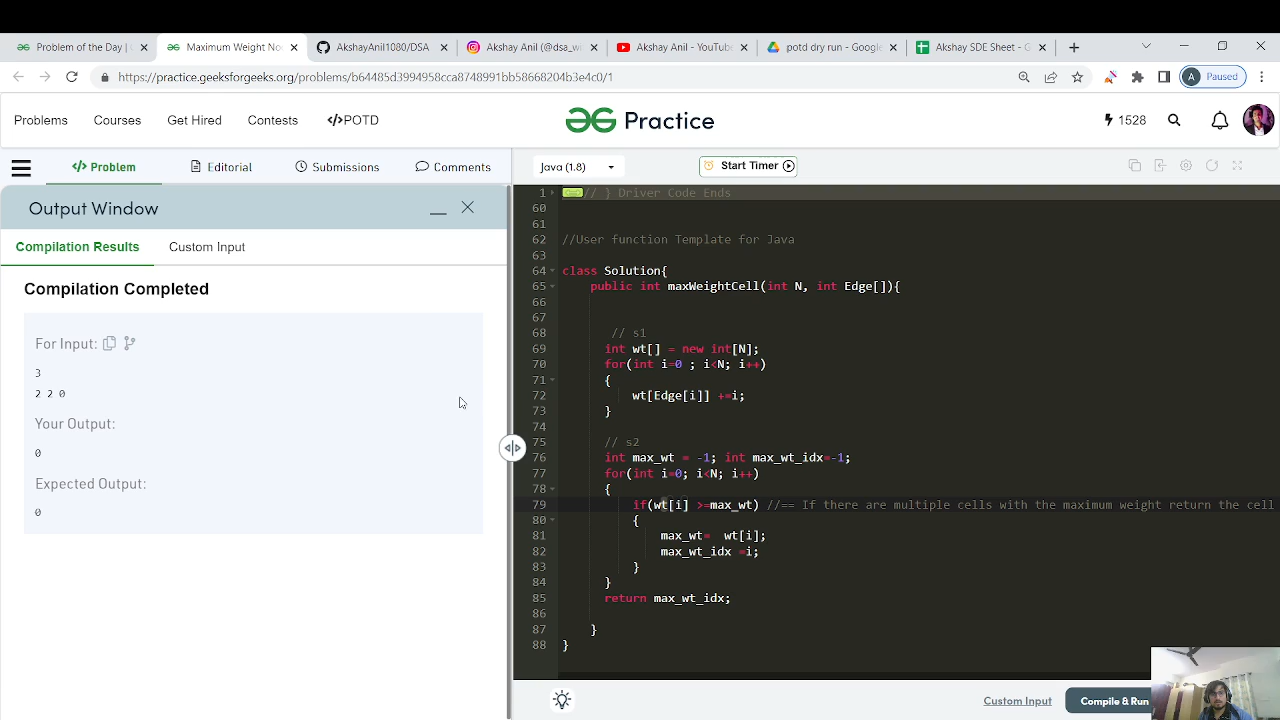 Problem of the Day |
Maximum Weight No
AkshayAnil1080/DSA
Akshay Anil (@dsa_wi
Akshay Anil - YouTube
potd dry run - Google
Akshay SDE Sheet - G
https://practice.geeksforgeeks.org/problems/b64485d3994958cca8748991bb58668204b3e4c0/1
A Paused
Problems Courses Get Hired Contests </>POTD
Practice
1528
</> Problem Editorial Submissions Comments
Java (1.8) Start Timer
Output Window
Compilation Results Custom Input
Compilation Completed
For Input:
3
2 2 0
Your Output:
0
Expected Output:
0
1 // } Driver Code Ends
60
61
62 //User function Template for Java
63
64 class Solution{
65 public int maxWeightCell(int N, int Edge[]){
66
67
68 // s1
69 int wt[] = new int[N];
70 for(int i=0 ; i<N; i++)
71 {
72 wt[Edge[i]] +=i;
73 }
74
75 // s2
76 int max_wt = -1; int max_wt_idx=-1;
77 for(int i=0; i<N; i++)
78 {
79 if(wt[i] >=max_wt) //== If there are multiple cells with the maximum weight return the cell
80 {
81 max_wt= wt[i];
82 max_wt_idx =i;
83 }
84 }
85 return max_wt_idx;
86
87 }
88 }
Custom Input Compile & Run